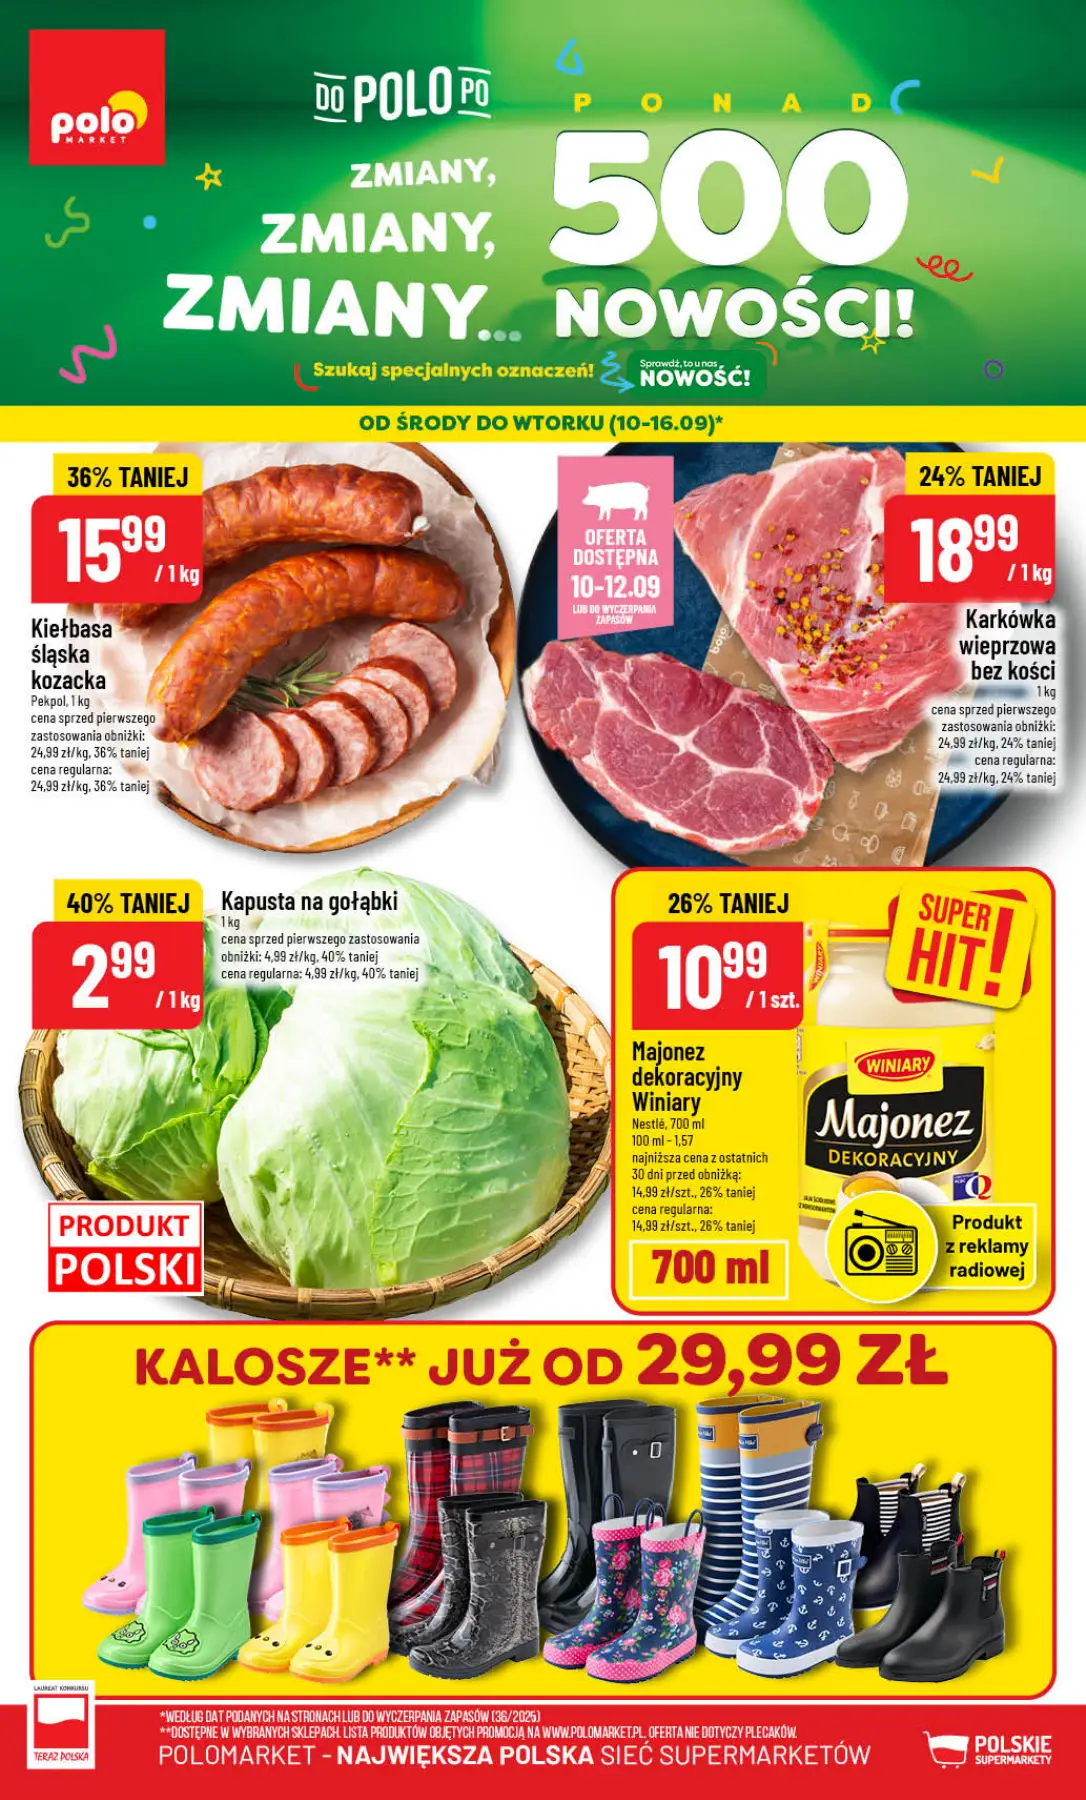 polo
MARKET
DO POLO PO
ZMIANY,
ZMIANY,
ZMIANY...
PONAD
500
NOWOŚCI!
Szukaj specjalnych oznaczeń!
Sprawdź, to u nas
NOWOŚĆ!
OD ŚRODY DO WTORKU (10-16.09)*
36% TANIEJ
15 99
/ 1 kg
Kiełbasa
śląska
kozacka
Pekpol, 1 kg
cena sprzed pierwszego
zastosowania obniżki:
24,99 zł/kg, 36% taniej
cena regularna:
24,99 zł/kg, 36% taniej
OFERTA
DOSTĘPNA
10-12.09
LUB DO WYCZERPANIA
ZAPASÓW
polo
24% TANIEJ
18 99
/ 1 kg
Karkówka
wieprzowa
bez kości
1 kg
cena sprzed pierwszego
zastosowania obniżki:
24,99 zł/kg, 24% taniej
cena regularna:
24,99 zł/kg, 24% taniej
40% TANIEJ
2 99
/ 1 kg
Kapusta na gołąbki
1 kg
cena sprzed pierwszego zastosowania
obniżki: 4,99 zł/kg, 40% taniej
cena regularna: 4,99 zł/kg, 40% taniej
PRODUKT
POLSKI
26% TANIEJ
10 99
/ 1 szt.
Majonez
dekoracyjny
Winiary
Nestlé, 700 ml
100 ml - 1,57
najniższa cena z ostatnich
30 dni przed obniżką:
14,99 zł/szt., 26% taniej
cena regularna:
14,99 zł/szt., 26% taniej
700 ml
SUPER
HIT!
WINIARY
WINIARY
Majonez
DEKORACYJNY
Q
Produkt
z reklamy
radiowej
KALOSZE** JUŻ OD 29,99 ZŁ
LAUREAT KONKURSU
TERAZ POLSKA
*WEDŁUG DAT PODANYCH NA STRONACH LUB DO WYCZERPANIA ZAPASÓW (36/2025)
**DOSTĘPNE W WYBRANYCH SKLEPACH. LISTA PRODUKTÓW OBJĘTYCH PROMOCJĄ NA WWW.POLOMARKET.PL. OFERTA NIE DOTYCZY PLECAKÓW.
POLOMARKET - NAJWIĘKSZA POLSKA SIEĆ SUPERMARKETÓW
POLSKIE
SUPERMARKETY